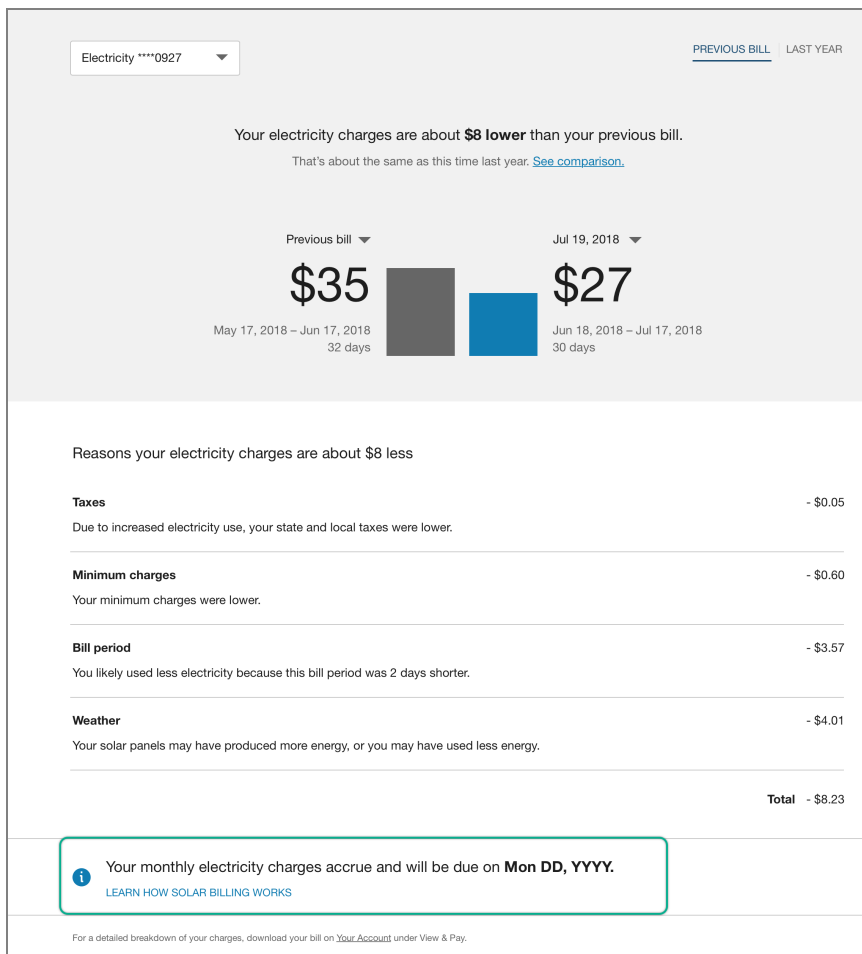 Electricity ****0927
PREVIOUS BILL LAST YEAR
Your electricity charges are about $8 lower than your previous bill.
That's about the same as this time last year. See comparison.
Previous bill
$35
May 17, 2018 – Jun 17, 2018
32 days
Jul 19, 2018
$27
Jun 18, 2018 – Jul 17, 2018
30 days
Reasons your electricity charges are about $8 less
Taxes - $0.05
Due to increased electricity use, your state and local taxes were lower.
Minimum charges - $0.60
Your minimum charges were lower.
Bill period - $3.57
You likely used less electricity because this bill period was 2 days shorter.
Weather - $4.01
Your solar panels may have produced more energy, or you may have used less energy.
Total - $8.23
i
Your monthly electricity charges accrue and will be due on Mon DD, YYYY.
LEARN HOW SOLAR BILLING WORKS
For a detailed breakdown of your charges, download your bill on Your Account under View & Pay.